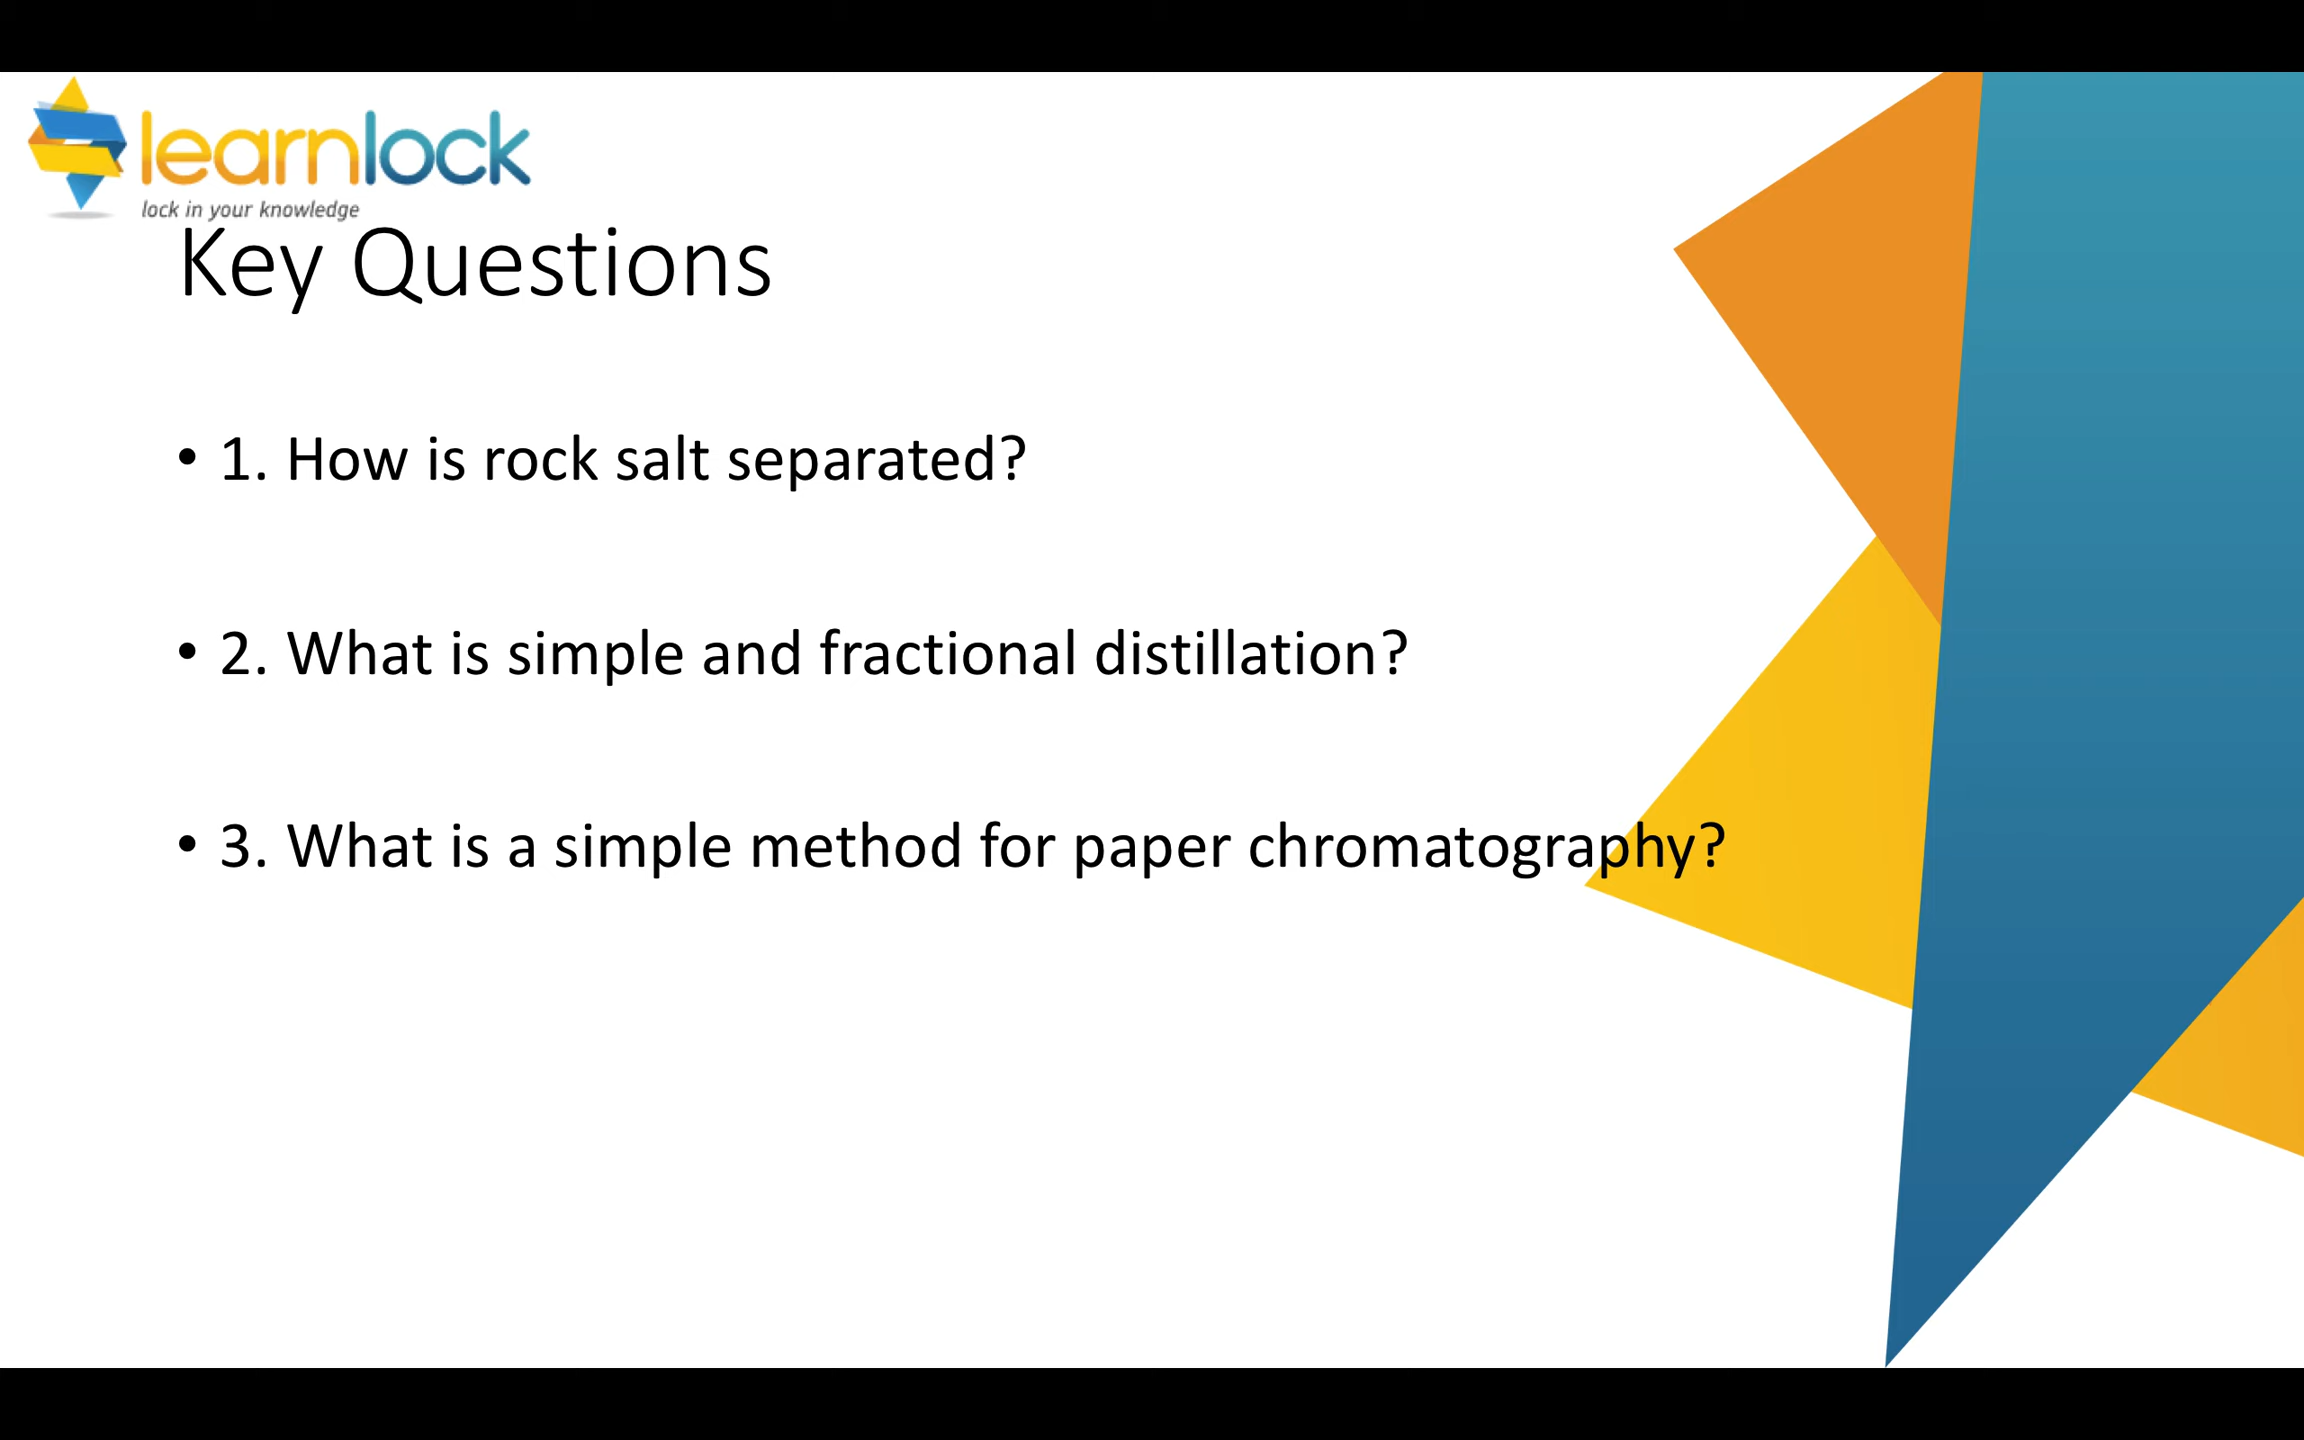 learnlock
lock in your knowledge
Key Questions
• 1. How is rock salt separated?
• 2. What is simple and fractional distillation?
• 3. What is a simple method for paper chromatography?